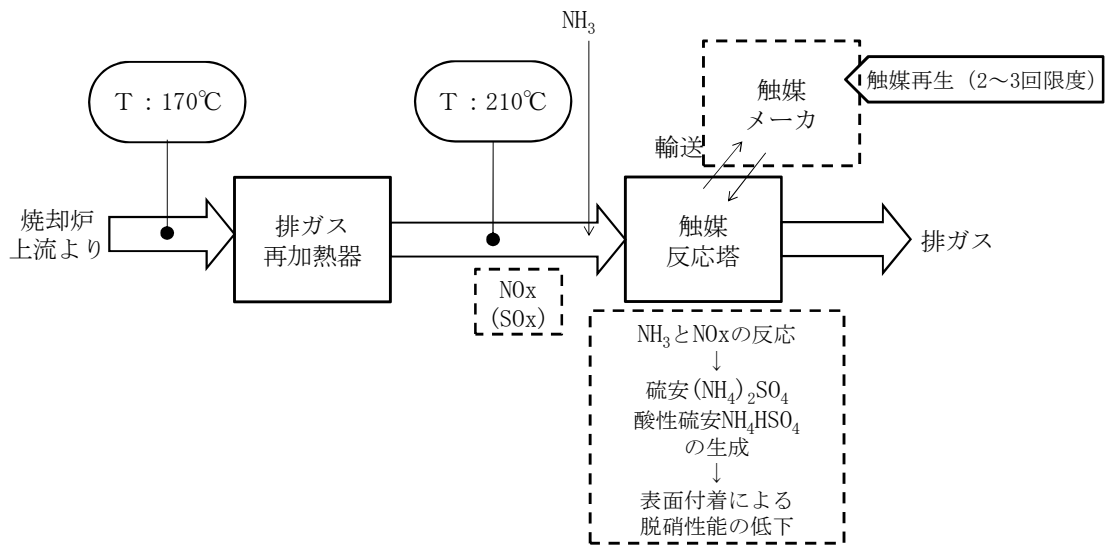 NH₃
T：170℃
T：210℃
触媒
メーカ
触媒再生（2～3回限度）
輸送
焼却炉
上流より
排ガス
再加熱器
触媒
反応塔
排ガス
NOx
(SOx)
NH₃とNOxの反応
↓
硫安(NH₄)₂SO₄
酸性硫安NH₄HSO₄
の生成
↓
表面付着による
脱硝性能の低下